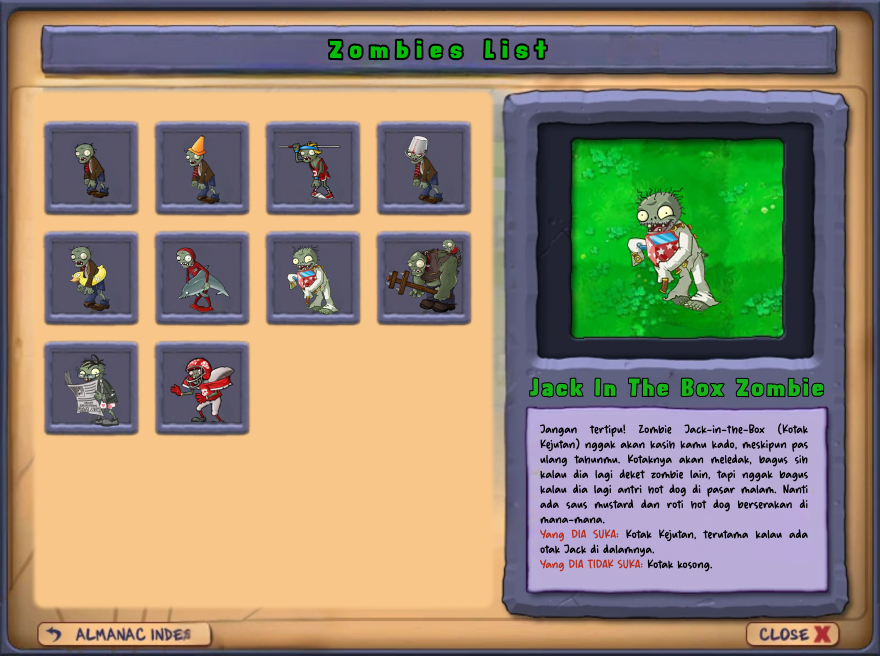 Zombies List
Jack In The Box Zombie
Jangan tertipu! Zombie Jack-in-the-Box (Kotak
Kejutan) nggak akan kasih kamu kado, meskipun pas
ulang tahunmu. Kotaknya akan meledak, bagus sih
kalau dia lagi deket zombie lain, tapi nggak bagus
kalau dia lagi antri hot dog di pasar malam. Nanti
ada saus mustard dan roti hot dog berserakan di
mana-mana.
Yang DIA SUKA: Kotak Kejutan, terutama kalau ada
otak Jack di dalamnya.
Yang DIA TIDAK SUKA: Kotak kosong.
ALMANAC INDEX
CLOSE X